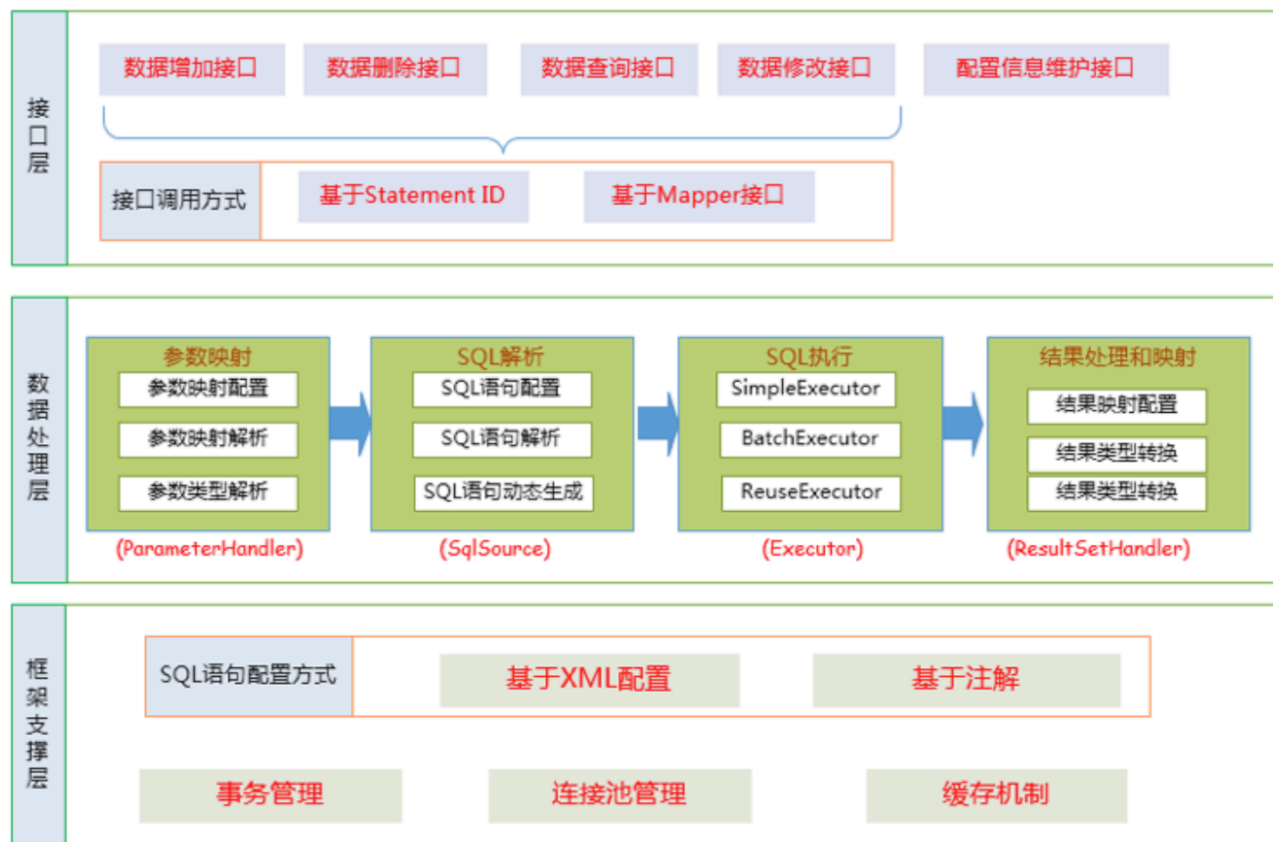 接口层
数据增加接口
数据删除接口
数据查询接口
数据修改接口
配置信息维护接口
接口调用方式
基于Statement ID
基于Mapper接口
数据处理层
参数映射
参数映射配置
参数映射解析
参数类型解析
(ParameterHandler)
SQL解析
SQL语句配置
SQL语句解析
SQL语句动态生成
(SqlSource)
SQL执行
SimpleExecutor
BatchExecutor
ReuseExecutor
(Executor)
结果处理和映射
结果映射配置
结果类型转换
结果类型转换
(ResultSetHandler)
框架支撑层
SQL语句配置方式
基于XML配置
基于注解
事务管理
连接池管理
缓存机制